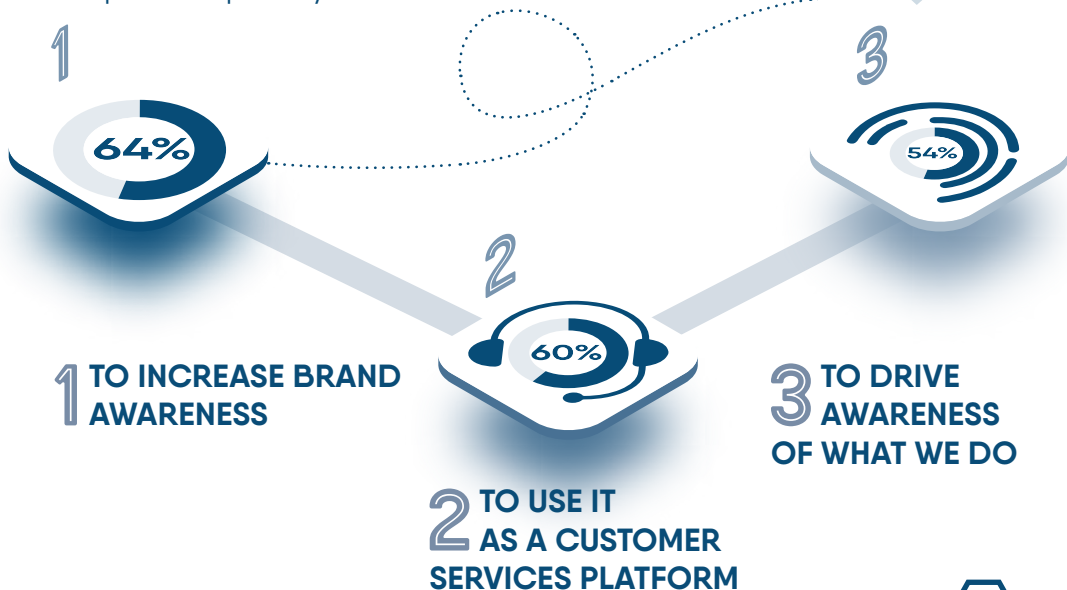 1
64%
3
54%
2
60%
1 TO INCREASE BRAND
AWARENESS
3 TO DRIVE
AWARENESS
OF WHAT WE DO
2 TO USE IT
AS A CUSTOMER
SERVICES PLATFORM